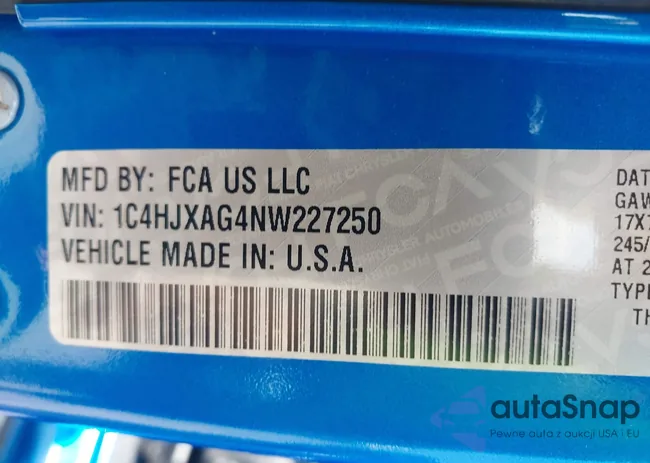 MFD BY: FCA US LLC
VIN: 1C4HJXAG4NW227250
VEHICLE MADE IN: U.S.A.
DAT
GAW
17X7
245/
AT 2
TYPE
TH
autaSnap
Pewne auta z aukcji USA i EU